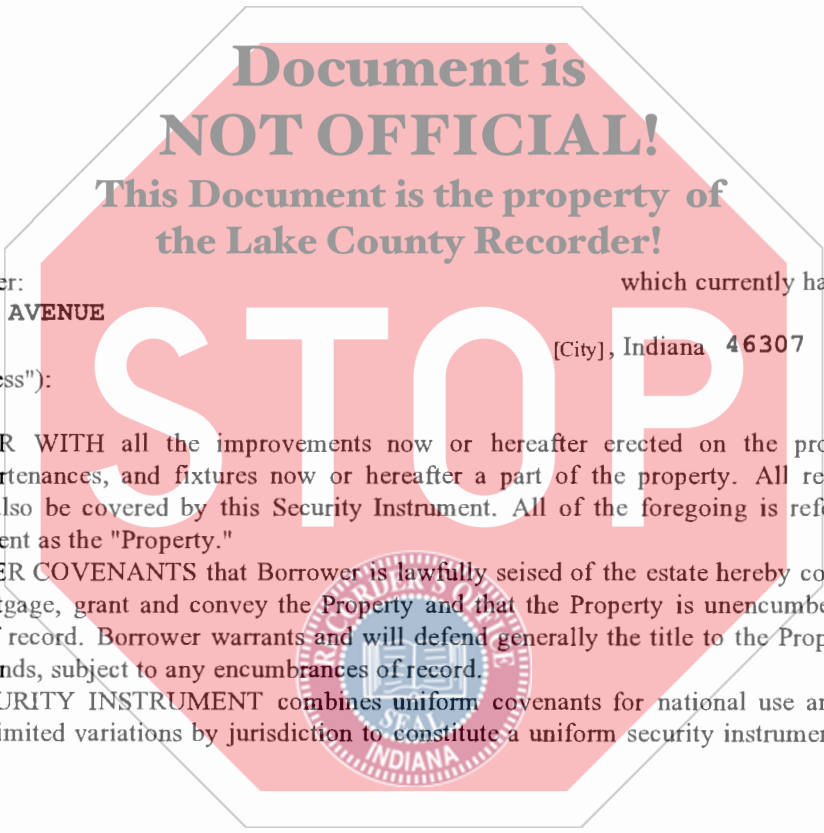 Document is
NOT OFFICIAL!
This Document is the property of
the Lake County Recorder!
er: which currently ha
AVENUE
[City], Indiana 46307
ess"):
STOP
R WITH all the improvements now or hereafter erected on the pro
rtenances, and fixtures now or hereafter a part of the property. All re
lso be covered by this Security Instrument. All of the foregoing is refe
ent as the "Property."
ER COVENANTS that Borrower is lawfully seised of the estate hereby co
tgage, grant and convey the Property and that the Property is unencumbe
f record. Borrower warrants and will defend generally the title to the Prop
nds, subject to any encumbrances of record.
URITY INSTRUMENT combines uniform covenants for national use an
imited variations by jurisdiction to constitute a uniform security instrumen
RECORDER'S OFFICE
SEAL
INDIANA